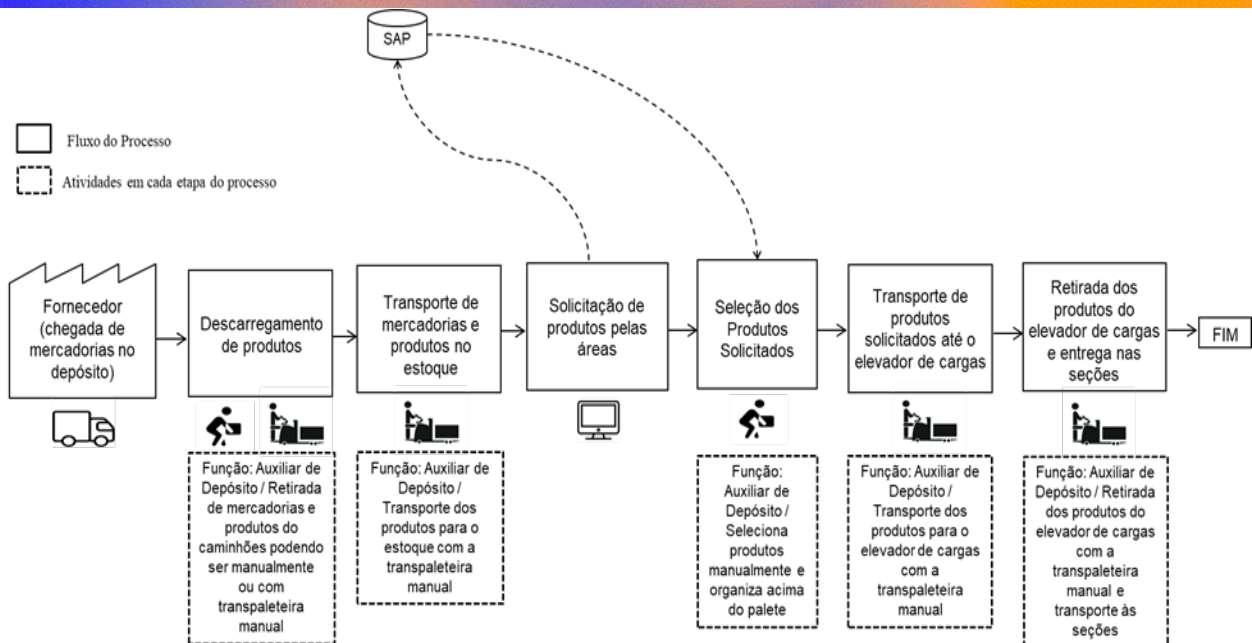 SAP
Fluxo do Processo
Atividades em cada etapa do processo
Fornecedor
(chegada de
mercadorias no
depósito)
Descarregamento
de produtos
Transporte de
mercadorias e
produtos no
estoque
Solicitação de
produtos pelas
áreas
Seleção dos
Produtos
Solicitados
Transporte de
produtos
solicitados até o
elevador de cargas
Retirada dos
produtos do
elevador de cargas
e entrega nas
seções
FIM
Função: Auxiliar de
Depósito / Retirada
de mercadorias e
produtos do
caminhões podendo
ser manualmente
ou com
transpaleteira
manual
Função: Auxiliar de
Depósito /
Transporte dos
produtos para o
estoque com a
transpaleteira
manual
Função:
Auxiliar de
Depósito /
Seleciona
produtos
manualmente e
organiza acima
do palete
Função: Auxiliar de
Depósito /
Transporte dos
produtos para o
elevador de cargas
com a
transpaleteira
manual
Função: Auxiliar de
Depósito / Retirada
dos produtos do
elevador de cargas
com a
transpaleteira
manual e
transporte às
seções